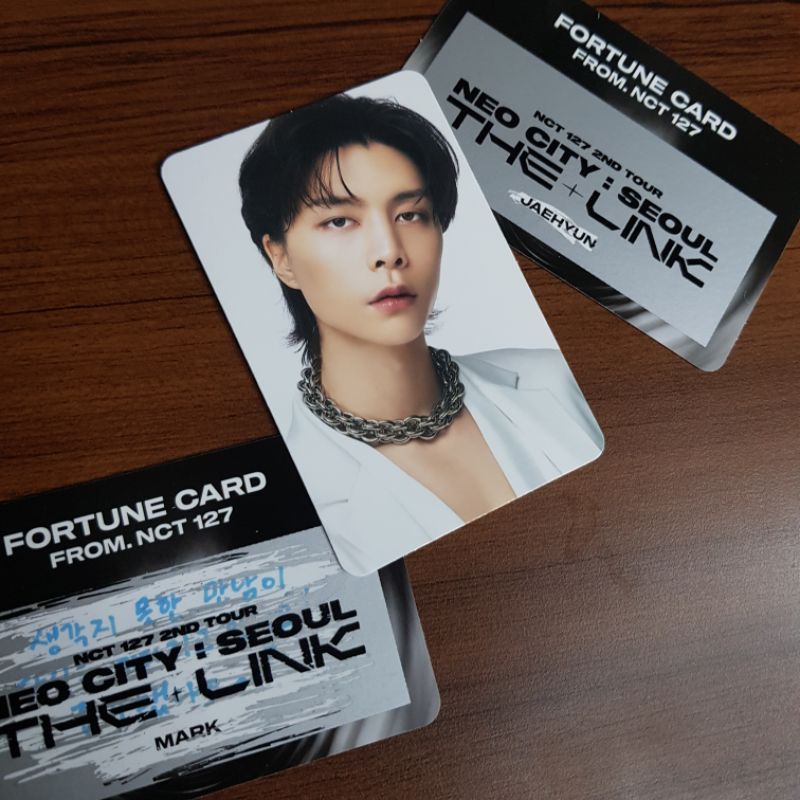 FORTUNE CARD
FROM. NCT 127
NCT 127 2ND TOUR
NEO CITY : SEOUL
THE + LINK
JAEHYUN
FORTUNE CARD
FROM. NCT 127
생각지 못한 만남이
NCT 127 2ND TOUR
NEO CITY : SEOUL
THE + LINK
MARK